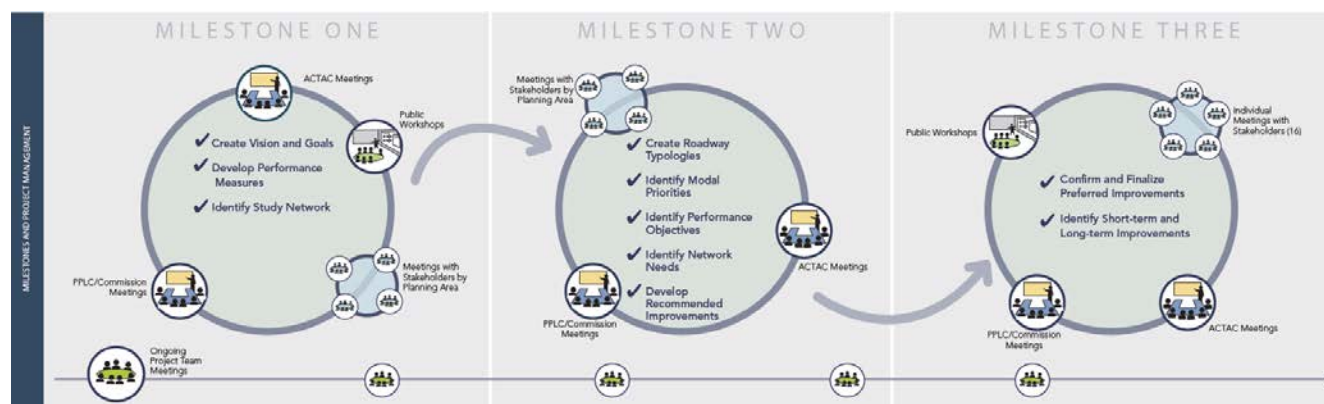 MILESTONES AND PROJECT MANAGEMENT
MILESTONE ONE
ACTAC Meetings
Public
Workshops
✔ Create Vision and Goals
✔ Develop Performance
Measures
✔ Identify Study Network
PPLC/Commission
Meetings
Meetings with
Stakeholders by
Planning Area
Ongoing
Project Team
Meetings
MILESTONE TWO
Meetings with
Stakeholders by
Planning Area
✔ Create Roadway
Typologies
✔ Identify Modal
Priorities
✔ Identify Performance
Objectives
✔ Identify Network
Needs
✔ Develop
Recommended
Improvements
ACTAC Meetings
PPLC/Commission
Meetings
MILESTONE THREE
Public Workshops
Individual
Meetings with
Stakeholders (16)
✔ Confirm and Finalize
Preferred Improvements
✔ Identify Short-term and
Long-term Improvements
PPLC/Commission
Meetings
ACTAC Meetings